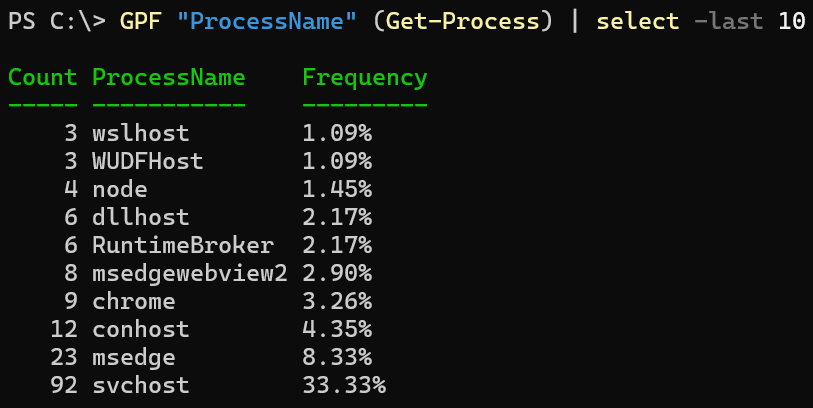 PS C:\> GPF "ProcessName" (Get-Process) | select -last 10
Count ProcessName    Frequency
----- -----------    ---------
    3 wslhost        1.09%
    3 WUDFHost       1.09%
    4 node           1.45%
    6 dllhost        2.17%
    6 RuntimeBroker  2.17%
    8 msedgewebview2 2.90%
    9 chrome         3.26%
   12 conhost        4.35%
   23 msedge         8.33%
   92 svchost        33.33%